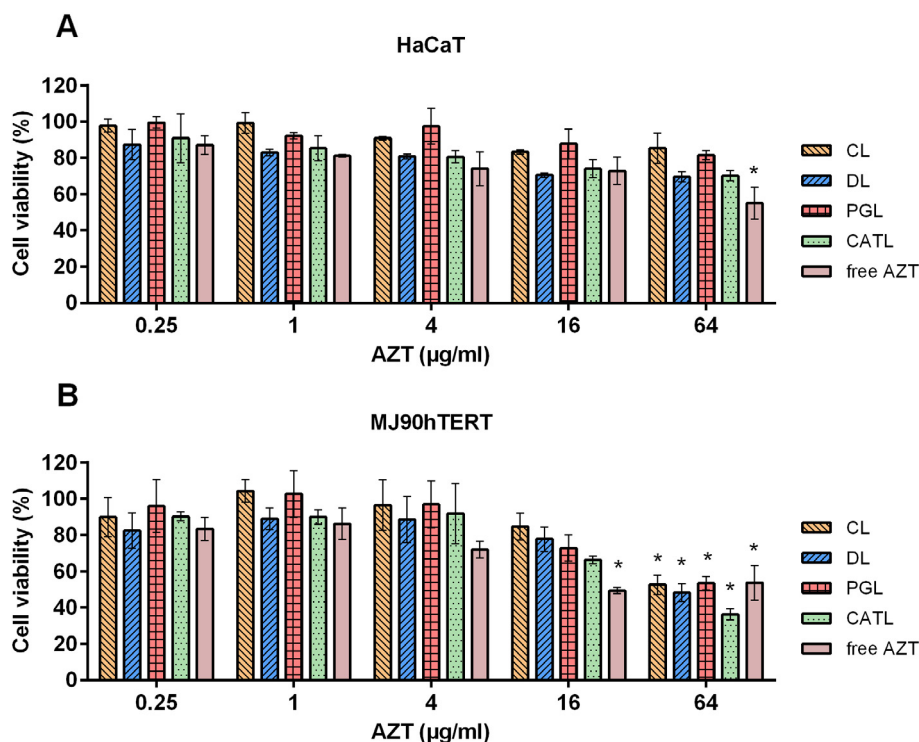 A
HaCaT
Cell viability (%)
120
100
80
60
40
20
0
*
0.25 1 4 16 64
AZT (µg/ml)
CL
DL
PGL
CATL
free AZT
B
MJ90hTERT
Cell viability (%)
120
100
80
60
40
20
0
* * * * * *
0.25 1 4 16 64
AZT (µg/ml)
CL
DL
PGL
CATL
free AZT